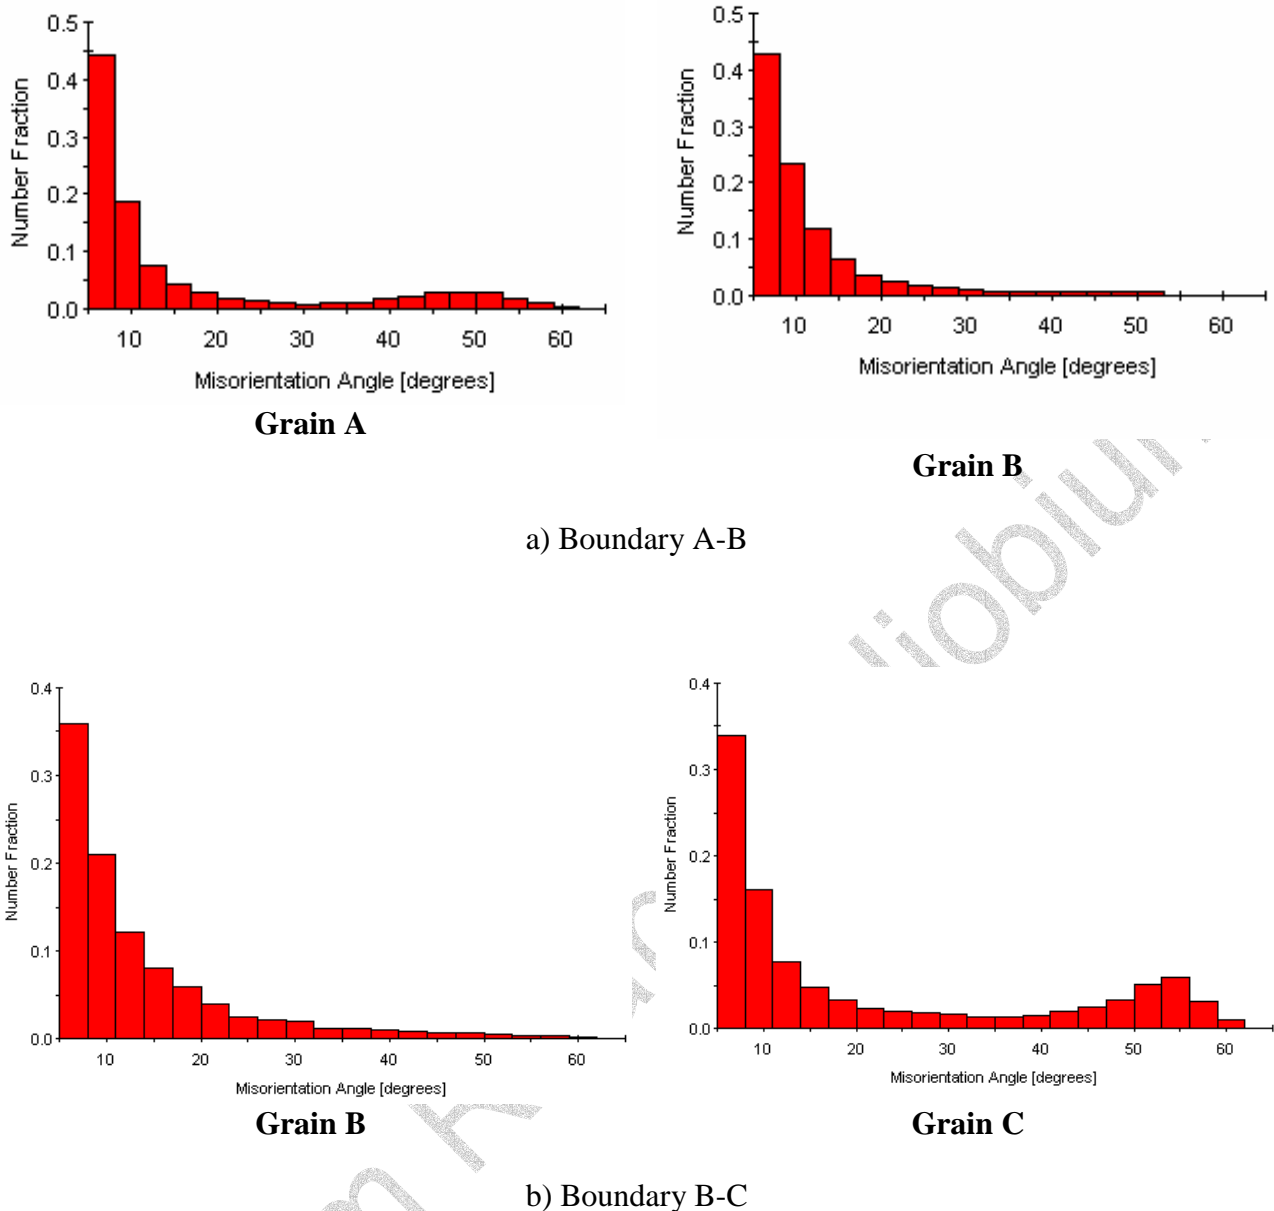 0.5
0.4
0.3
0.2
0.1
0.0
Number Fraction
10 20 30 40 50 60
Misorientation Angle [degrees]
Grain A
0.5
0.4
0.3
0.2
0.1
0.0
Number Fraction
10 20 30 40 50 60
Misorientation Angle [degrees]
Grain B
a) Boundary A-B
0.4
0.3
0.2
0.1
0.0
Number Fraction
10 20 30 40 50 60
Misorientation Angle [degrees]
Grain B
0.4
0.3
0.2
0.1
0.0
Number Fraction
10 20 30 40 50 60
Misorientation Angle [degrees]
Grain C
b) Boundary B-C